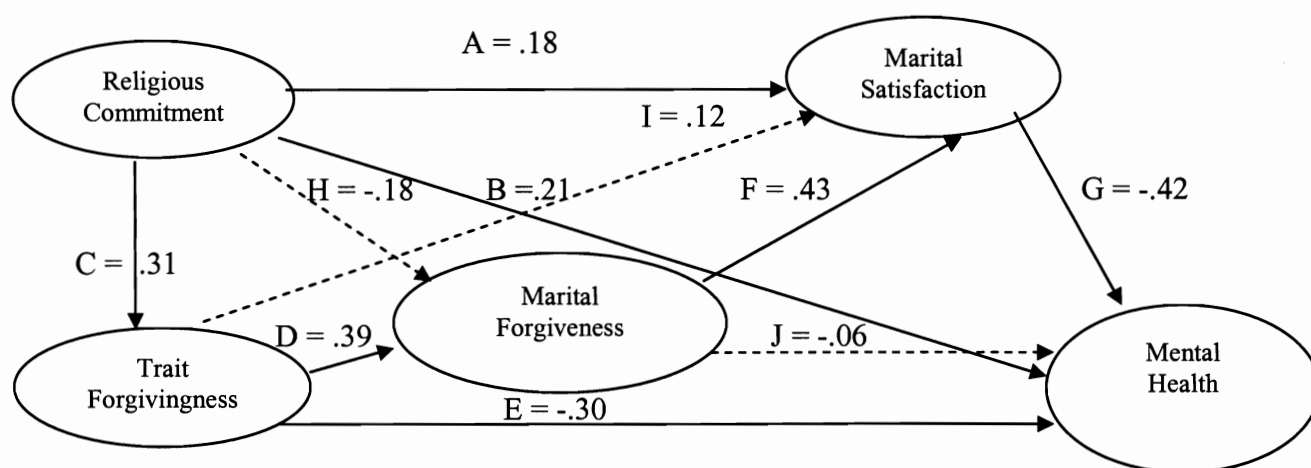 A = .18
Religious
Commitment
Marital
Satisfaction
I = .12
H = -.18
B =.21
F = .43
G = -.42
C = .31
Marital
Forgiveness
D = .39
J = -.06
Mental
Health
Trait
Forgivingness
E = -.30